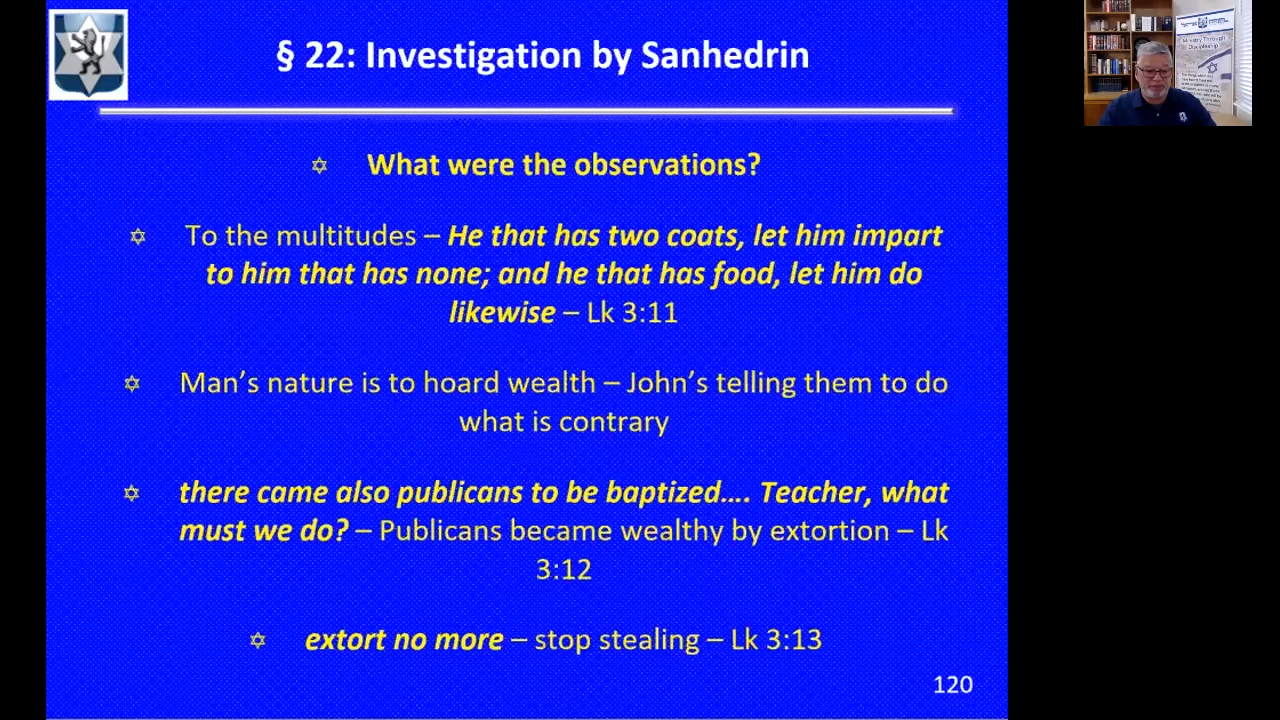 § 22: Investigation by Sanhedrin
What were the observations?
To the multitudes – He that has two coats, let him impart
to him that has none; and he that has food, let him do
likewise – Lk 3:11
Man’s nature is to hoard wealth – John’s telling them to do
what is contrary
there came also publicans to be baptized…. Teacher, what
must we do? – Publicans became wealthy by extortion – Lk
3:12
extort no more – stop stealing – Lk 3:13
120
Ministry Through
Discipleship